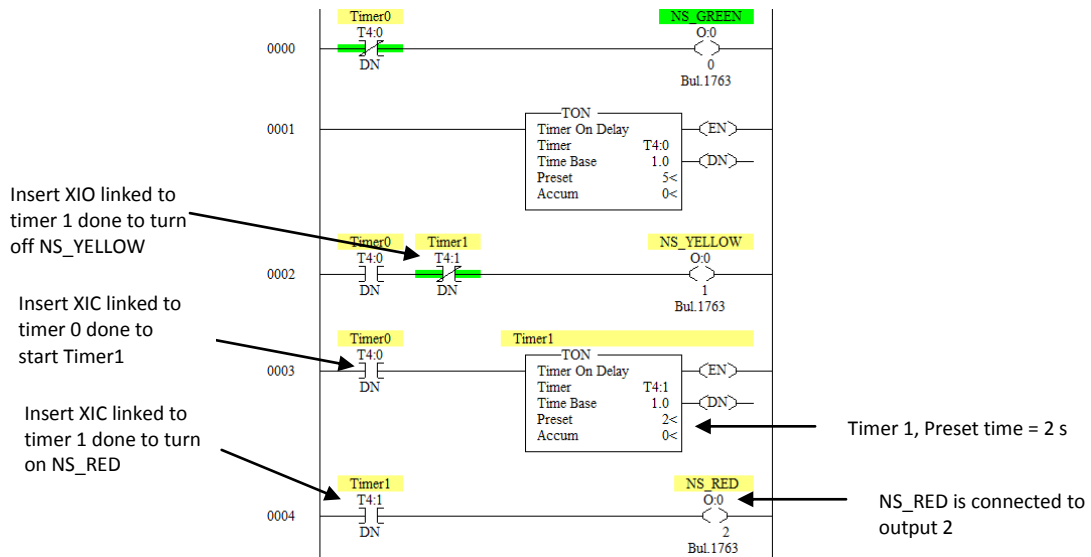 Timer0
NS_GREEN
T4:0
O:0
0000
DN
0
Bul.1763
TON
0001
Timer On Delay
EN
Timer T4:0
Time Base 1.0
DN
Preset 5<
Accum 0<
Insert XIO linked to
timer 1 done to turn
off NS_YELLOW
Timer0 Timer1 NS_YELLOW
T4:0 T4:1 O:0
0002
DN DN 1
Bul.1763
Insert XIC linked to
timer 0 done to
start Timer1
Timer0 Timer1
T4:0
TON
0003
DN
Timer On Delay
EN
Timer T4:1
Time Base 1.0
DN
Preset 2<
Accum 0<
Timer 1, Preset time = 2 s
Insert XIC linked to
timer 1 done to turn
on NS_RED
Timer1 NS_RED
T4:1 O:0
0004
DN 2
Bul.1763
NS_RED is connected to
output 2